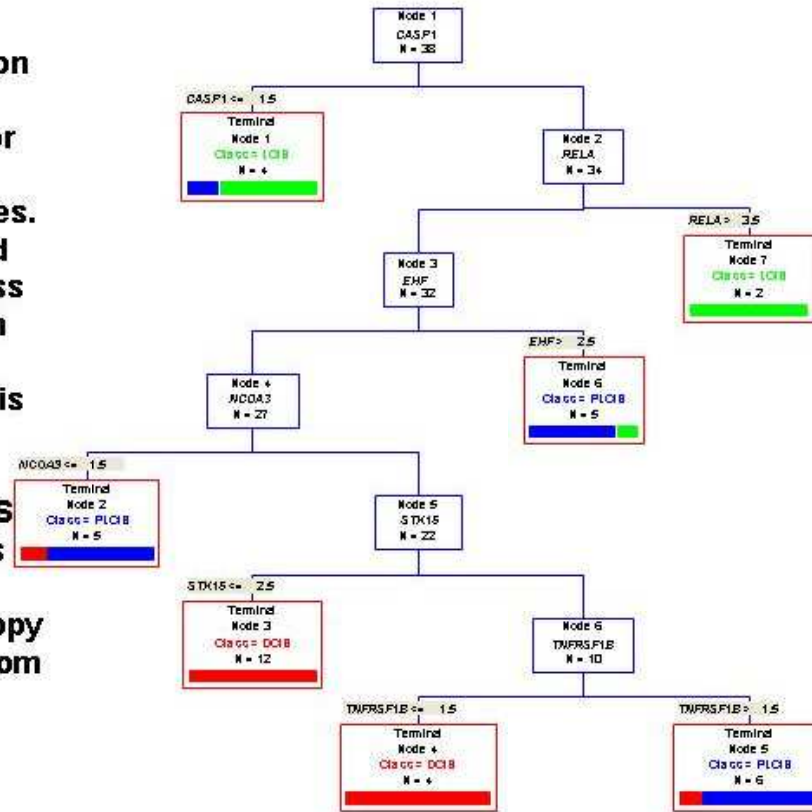 on
or
es.
d
ss
n
is
S
s
opy
om
Node 1
CASP1
N = 38
CASP1 <= 1.5
Terminal
Node 1
Class = LCIS
N = 4
Node 2
RELA
N = 34
RELA > 3.5
Terminal
Node 7
Class = LCIS
N = 2
Node 3
EHF
N = 32
EHF > 2.5
Terminal
Node 6
Class = PLCIS
N = 5
Node 4
NCOA3
N = 27
NCOA3 <= 1.5
Terminal
Node 2
Class = PLCIS
N = 5
Node 5
STK15
N = 22
STK15 <= 2.5
Terminal
Node 3
Class = DCIS
N = 12
Node 6
TNFRSF1B
N = 10
TNFRSF1B <= 1.5
Terminal
Node 4
Class = DCIS
N = 4
TNFRSF1B > 1.5
Terminal
Node 5
Class = PLCIS
N = 6